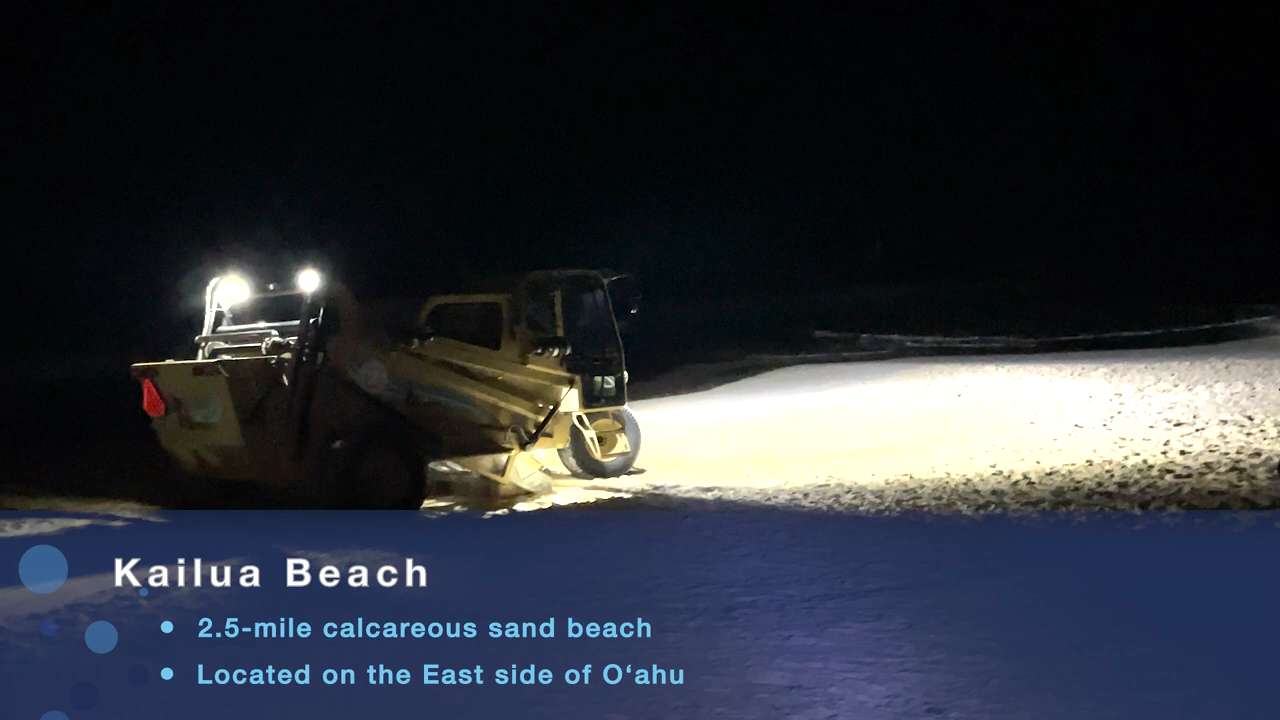 Kailua Beach
• 2.5-mile calcareous sand beach
• Located on the East side of Oʻahu